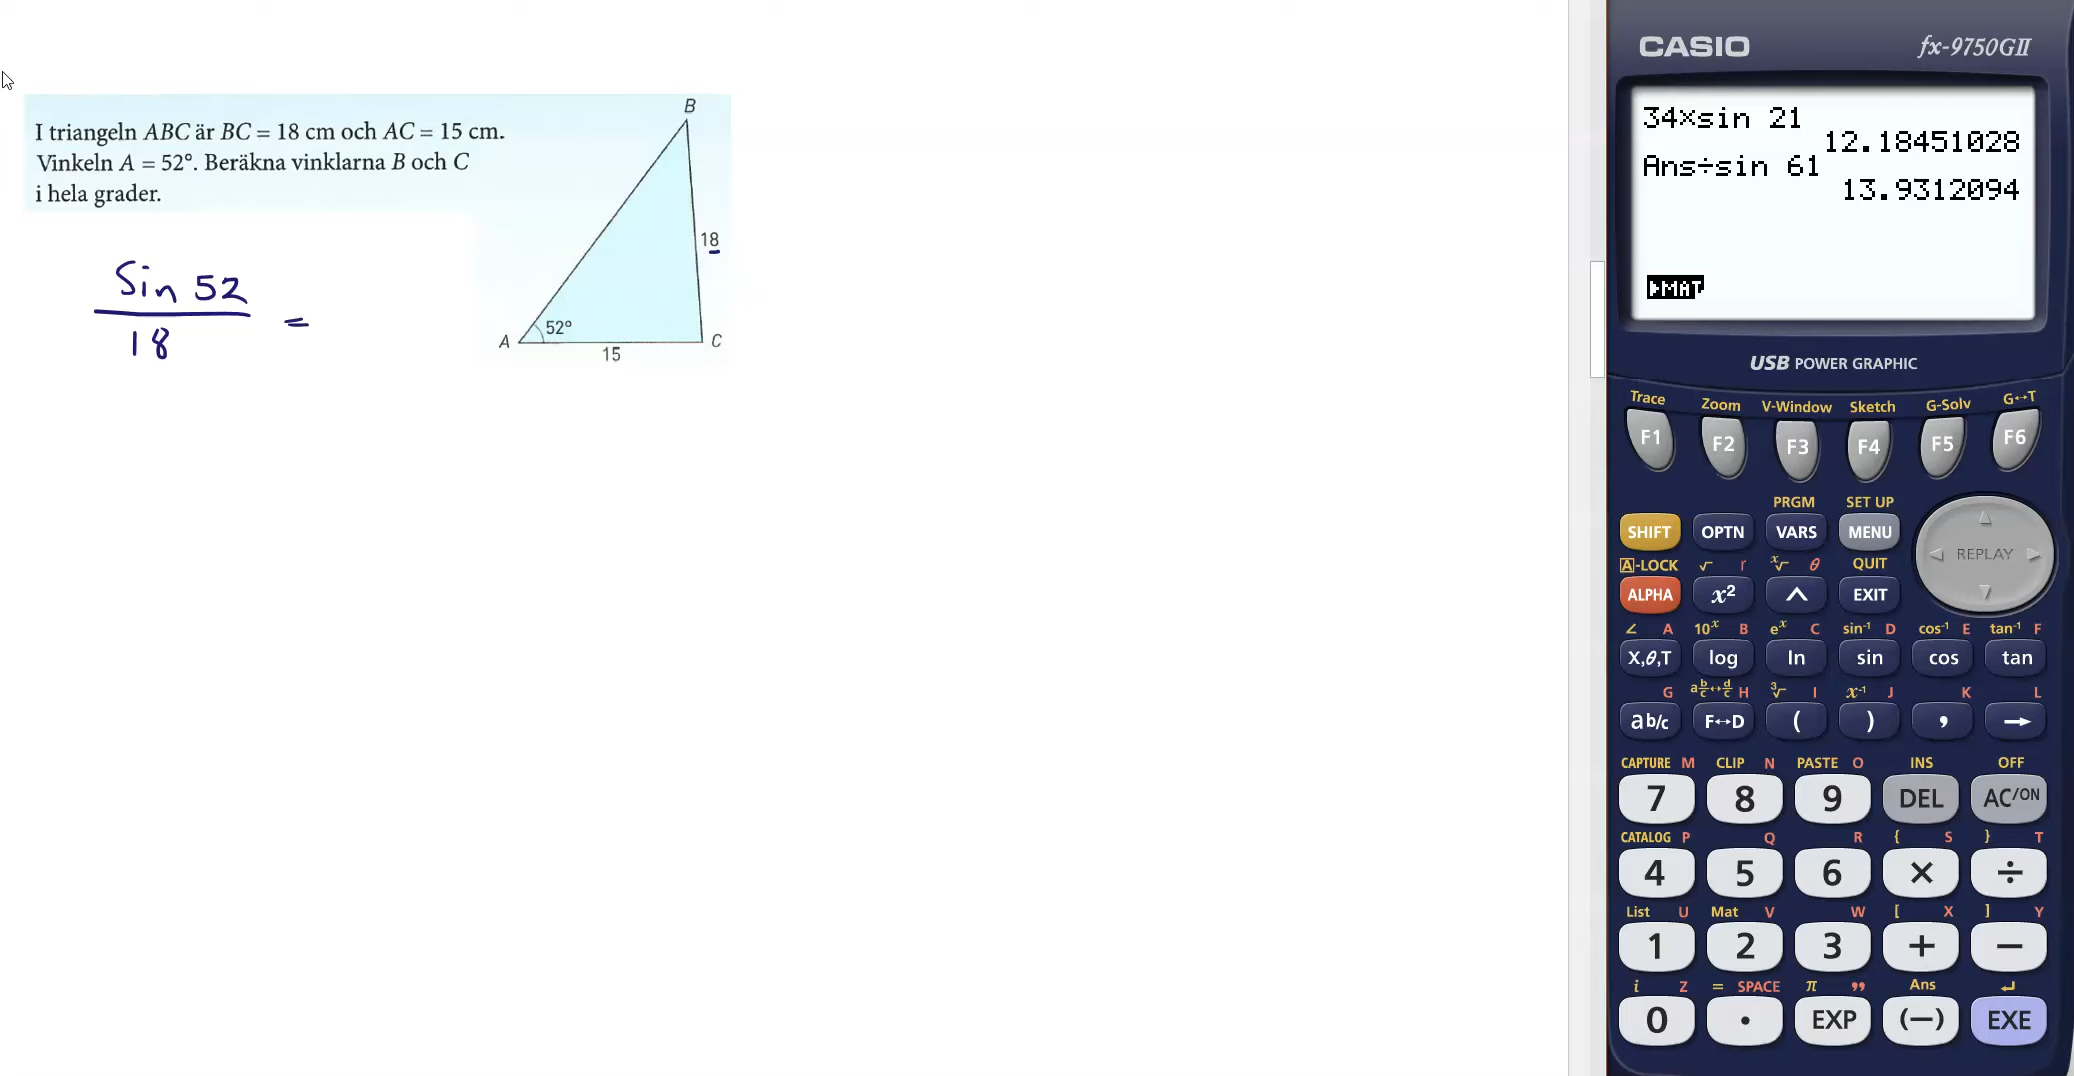 I triangeln ABC är BC = 18 cm och AC = 15 cm.
Vinkeln A = 52°. Beräkna vinklarna B och C
i hela grader.
B
18
52°
A
C
15
Sin 52
18
=
CASIO
fx-9750GII
34×sin 21
12.18451028
Ans÷sin 61
13.9312094
▶MAT
USB POWER GRAPHIC
Trace Zoom V-Window Sketch G-Solv G↔T
F1 F2 F3 F4 F5 F6
PRGM SET UP
SHIFT OPTN VARS MENU
REPLAY
A-LOCK √ r ˣ√ θ QUIT
ALPHA x² ^ EXIT
∠ A 10ˣ B eˣ C sin⁻¹ D cos⁻¹ E tan⁻¹ F
X,θ,T log ln sin cos tan
G a b/c↔d/c H ³√ I x⁻¹ J K L
a b/c F↔D ( ) , →
CAPTURE M CLIP N PASTE O INS OFF
7 8 9 DEL AC/ON
CATALOG P Q R { S } T
4 5 6 × ÷
List U Mat V W [ X ] Y
1 2 3 + −
i Z = SPACE π ” Ans ↵
0 • EXP (−) EXE